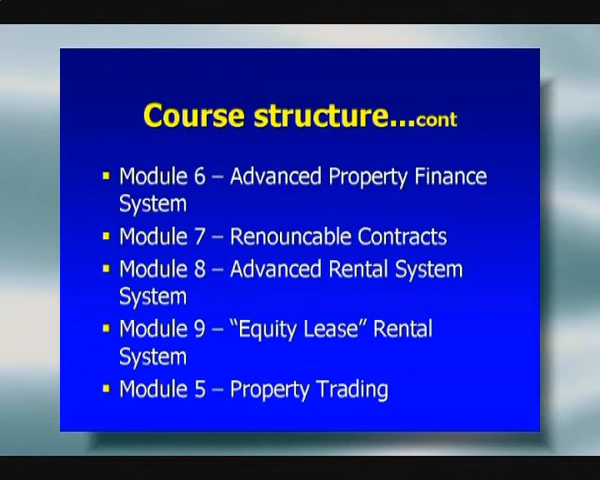 Course structure...cont
▪ Module 6 – Advanced Property Finance
System
▪ Module 7 – Renouncable Contracts
▪ Module 8 – Advanced Rental System
System
▪ Module 9 – “Equity Lease” Rental
System
▪ Module 5 – Property Trading